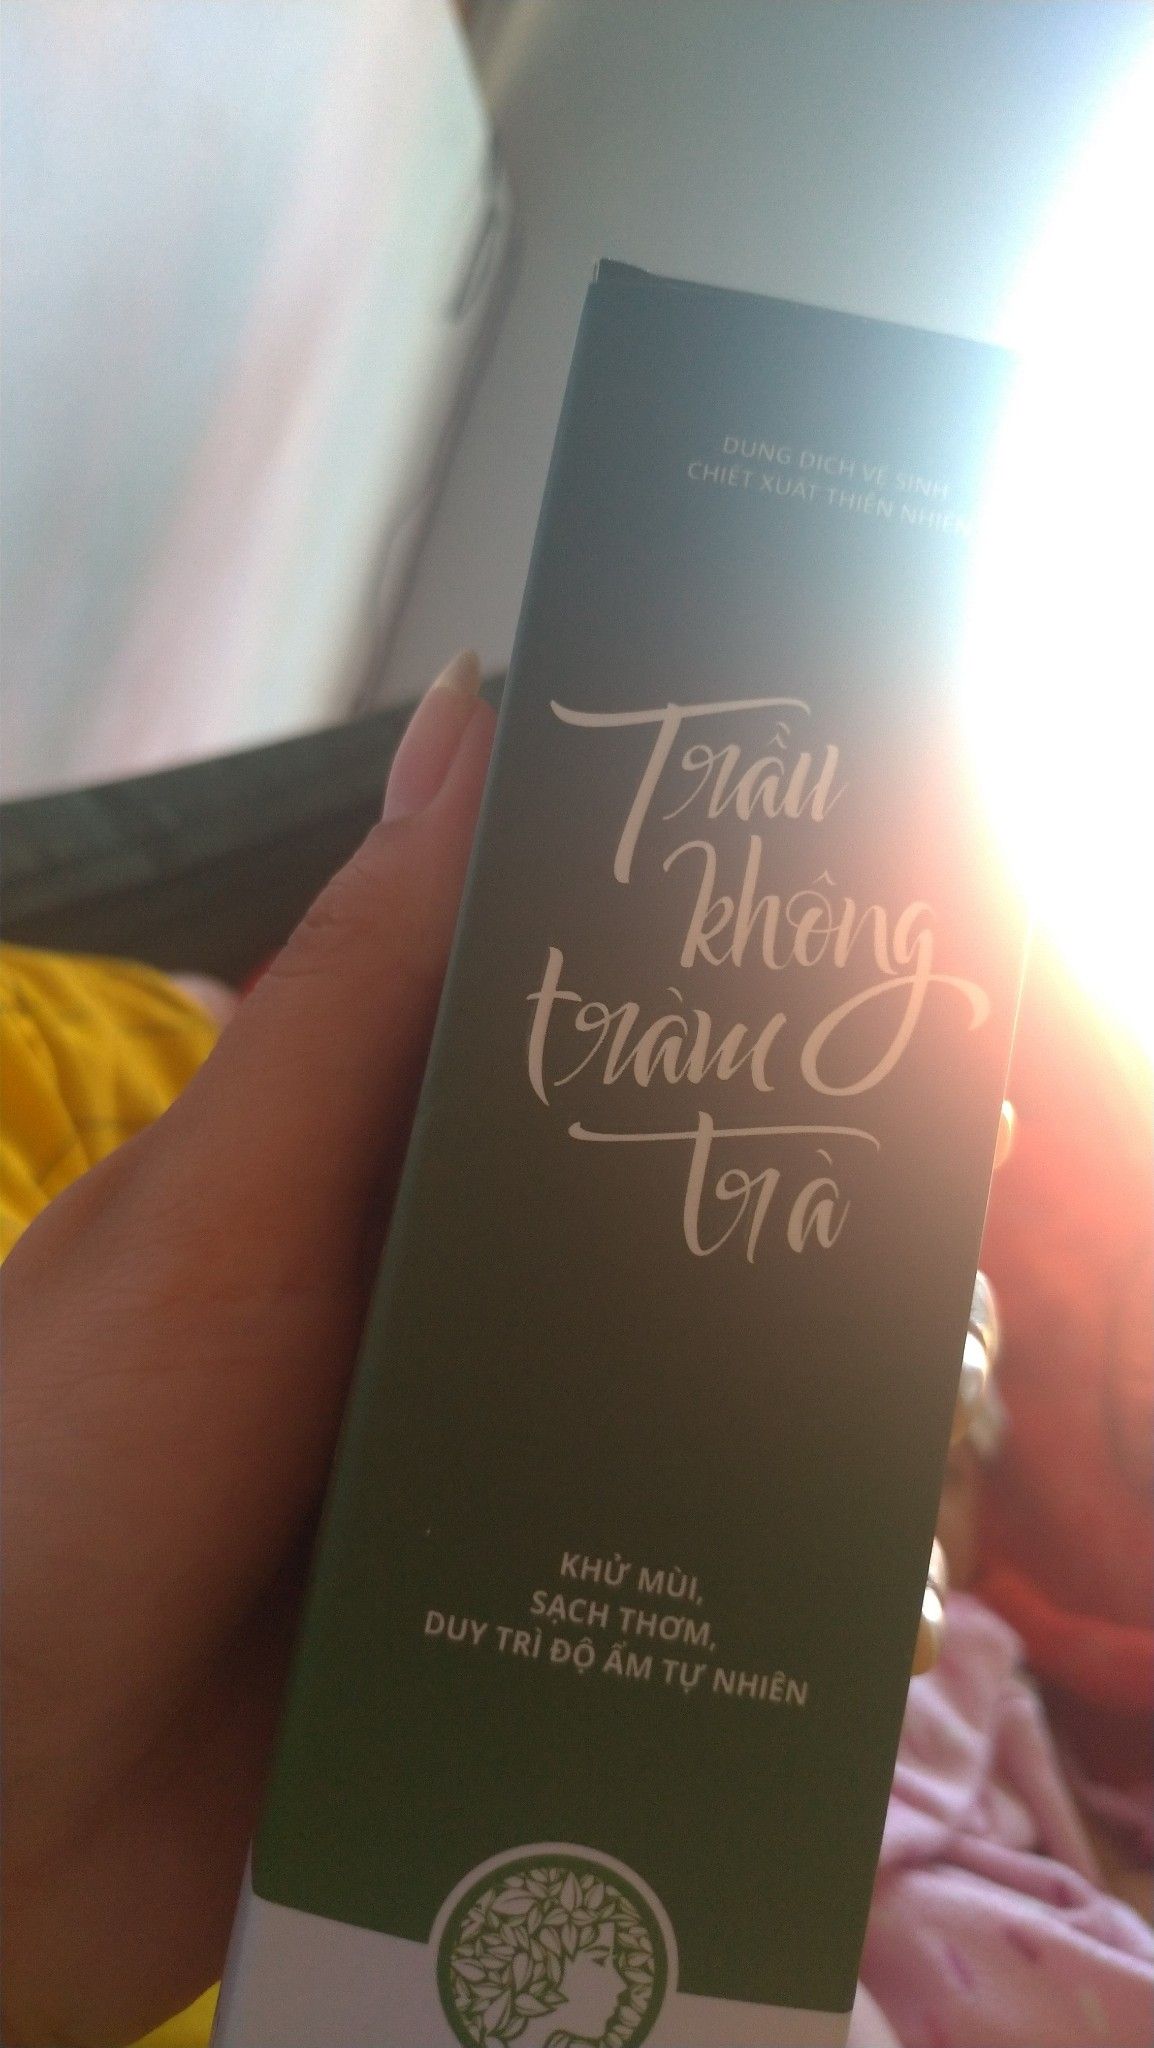 DUNG DỊCH VỆ SINH
CHIẾT XUẤT THIÊN NHIÊN
Trầu
không
tràm
trà
KHỬ MÙI,
SẠCH THƠM,
DUY TRÌ ĐỘ ẨM TỰ NHIÊN